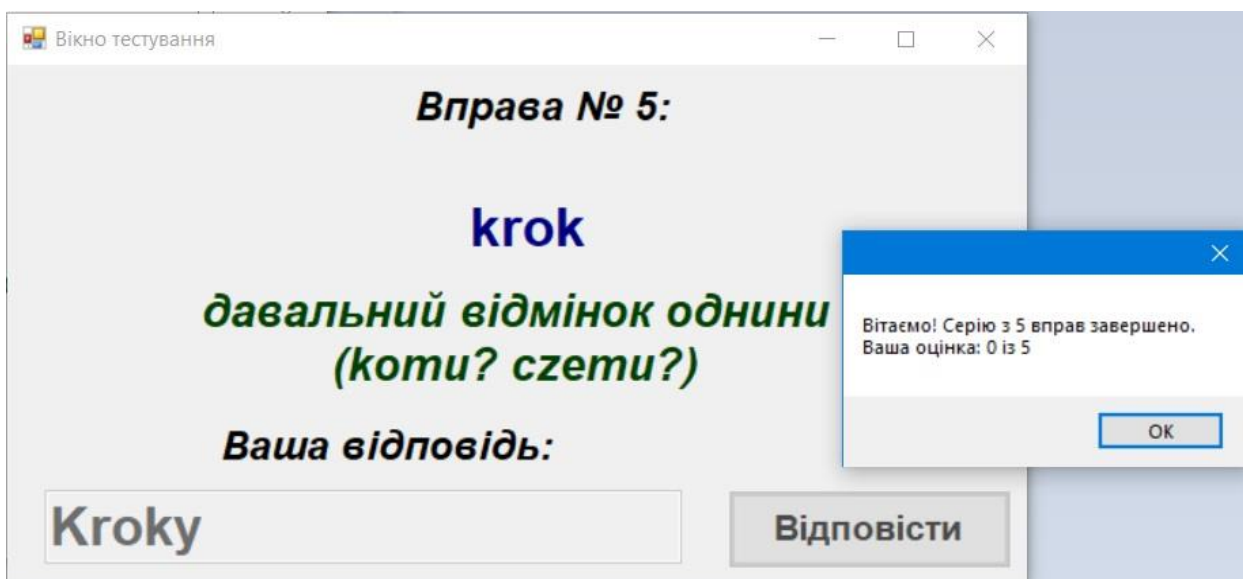 Вікно тестування
Вправа № 5:
krok
давальний відмінок однини
(komu? czemu?)
Ваша відповідь:
Kroky
Відповісти
Вітаємо! Серію з 5 вправ завершено.
Ваша оцінка: 0 із 5
OK